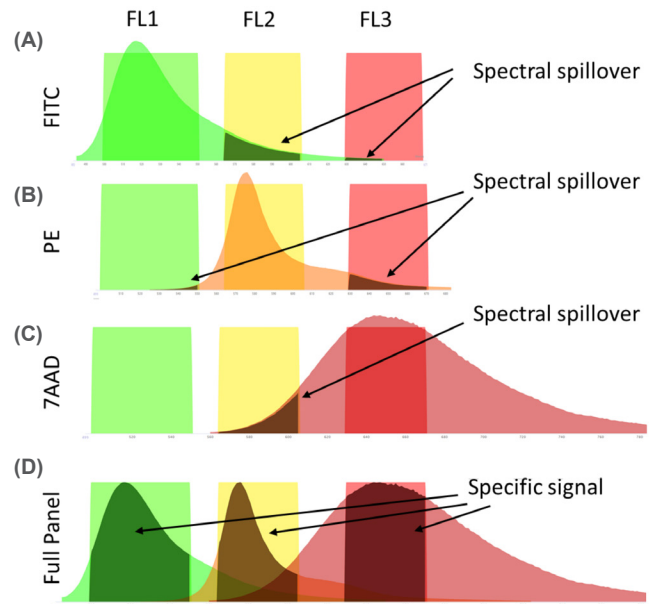 FL1 FL2 FL3
(A)
FITC
Spectral spillover
(B)
PE
Spectral spillover
(C)
7AAD
Spectral spillover
(D)
Full Panel
Specific signal